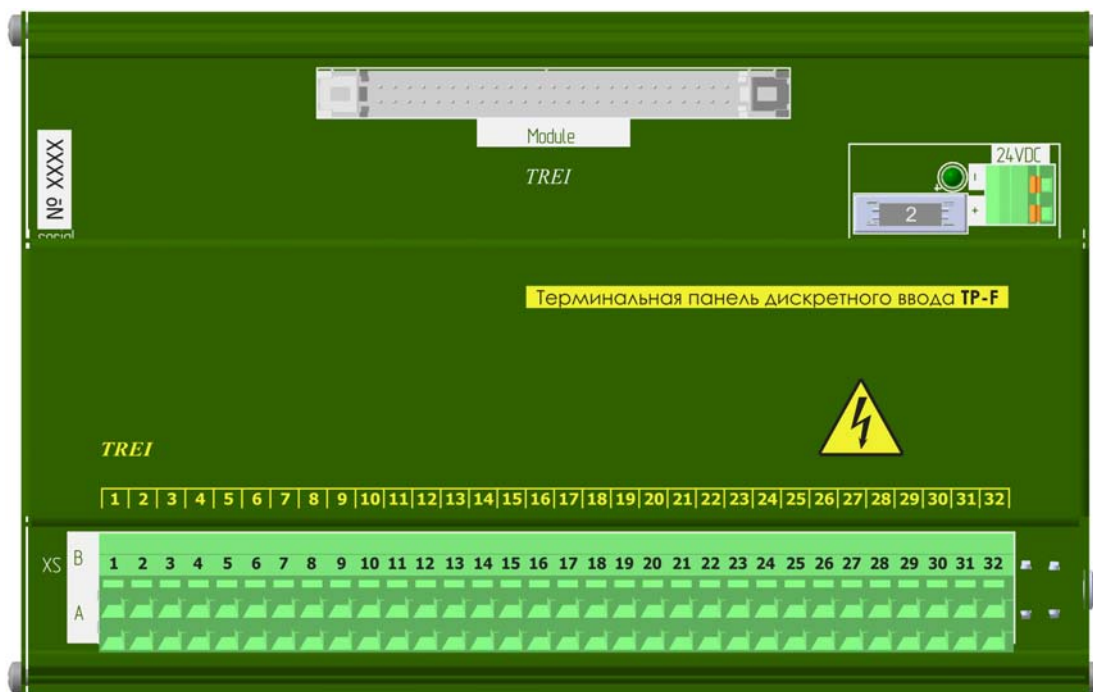 Module
TREI
24VDC
- 
+
+
2
№ XXXX
Терминальная панель дискретного ввода TP-F
TREI
1 2 3 4 5 6 7 8 9 10 11 12 13 14 15 16 17 18 19 20 21 22 23 24 25 26 27 28 29 30 31 32
XS B 1 2 3 4 5 6 7 8 9 10 11 12 13 14 15 16 17 18 19 20 21 22 23 24 25 26 27 28 29 30 31 32
A